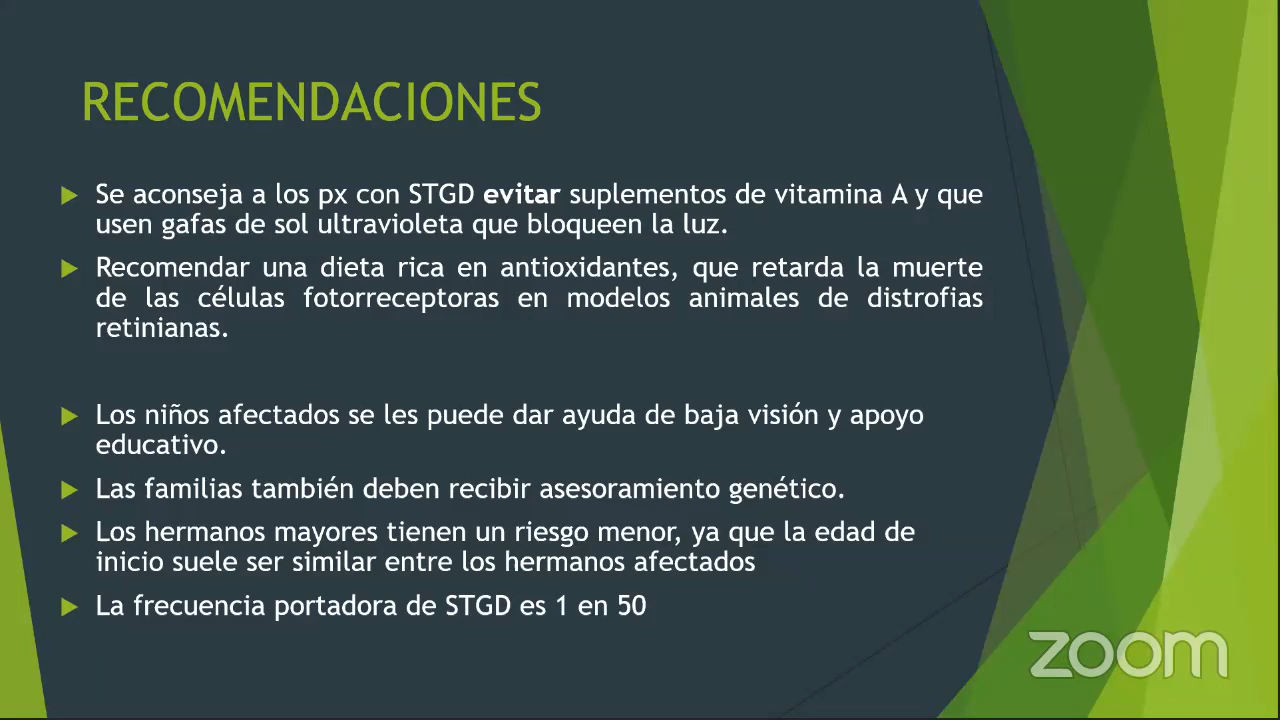 RECOMENDACIONES
Se aconseja a los px con STGD evitar suplementos de vitamina A y que
usen gafas de sol ultravioleta que bloqueen la luz.
Recomendar una dieta rica en antioxidantes, que retarda la muerte
de las células fotorreceptoras en modelos animales de distrofias
retinianas.
Los niños afectados se les puede dar ayuda de baja visión y apoyo
educativo.
Las familias también deben recibir asesoramiento genético.
Los hermanos mayores tienen un riesgo menor, ya que la edad de
inicio suele ser similar entre los hermanos afectados
La frecuencia portadora de STGD es 1 en 50
zoom